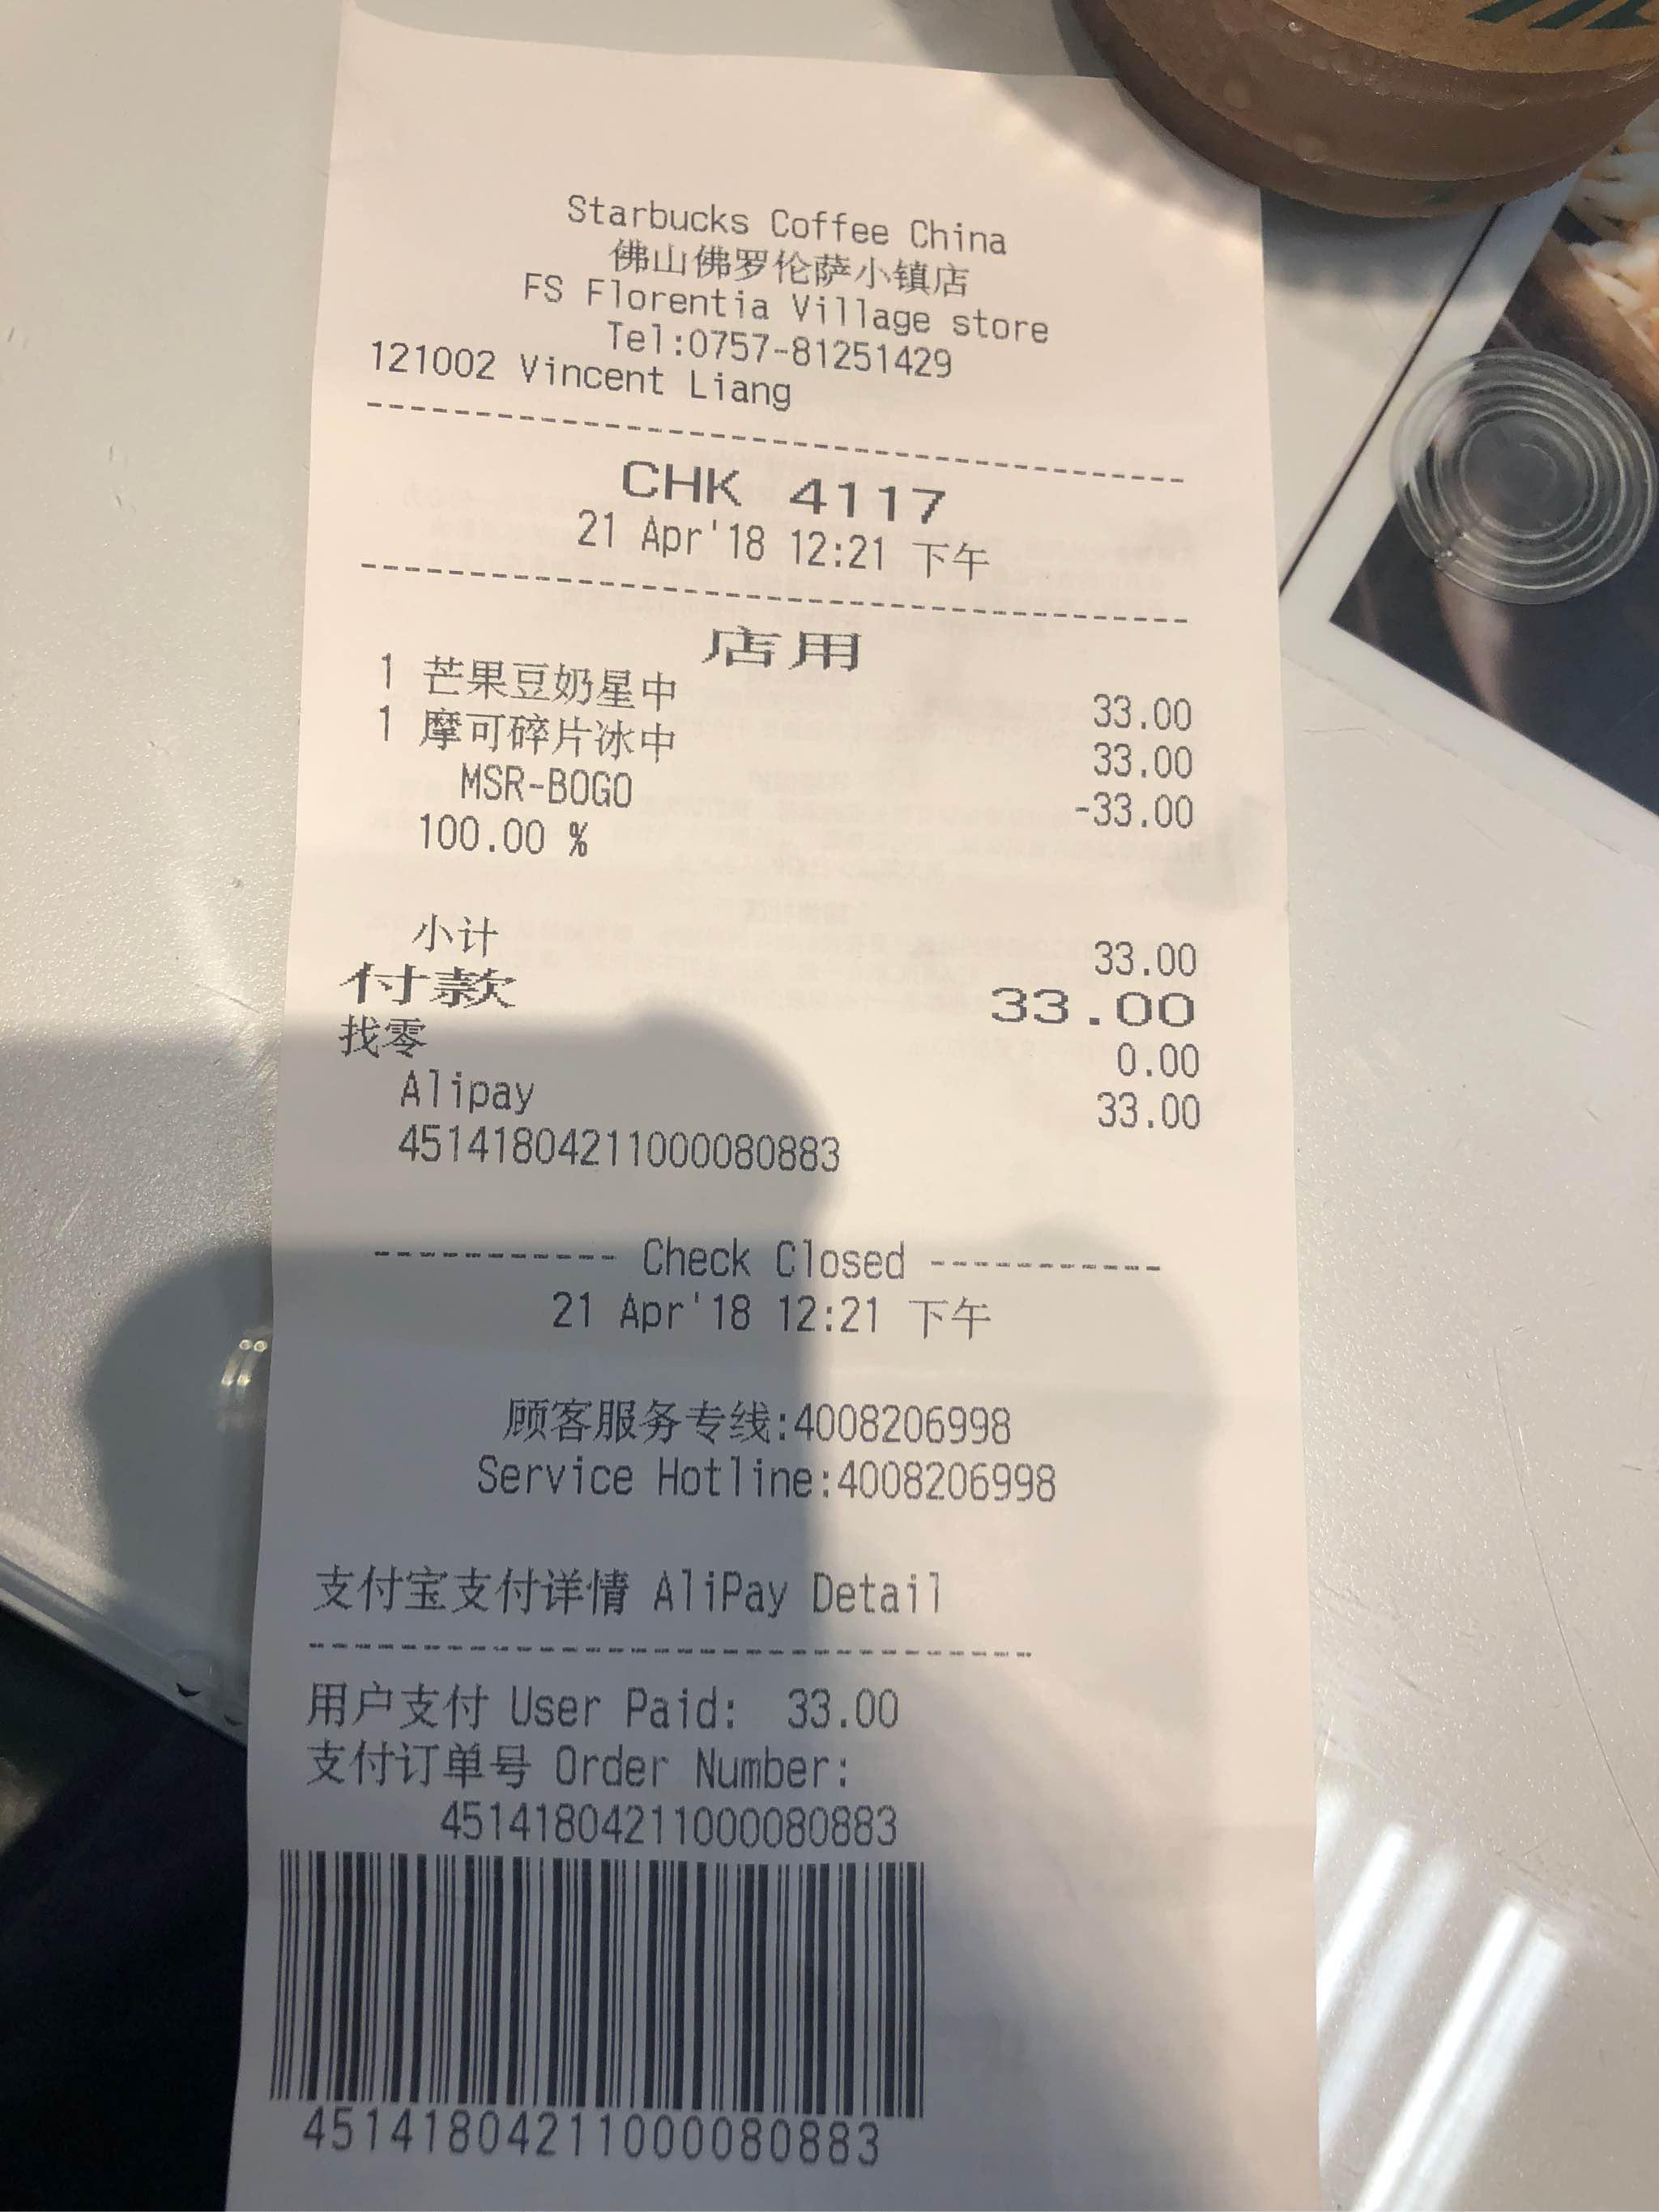 Starbucks Coffee China
佛山佛罗伦萨小镇店
FS Florentia Village store
Tel:0757-81251429
121002 Vincent Liang
CHK 4117
21 Apr'18 12:21 下午
店用
1 芒果豆奶星中 33.00
1 摩可碎片冰中 33.00
MSR-BOGO -33.00
100.00 %
小计 33.00
付款 33.00
找零 0.00
Alipay 33.00
45141804211000080883
----------- Check Closed -----------
21 Apr'18 12:21 下午
顾客服务专线:4008206998
Service Hotline:4008206998
支付宝支付详情 AliPay Detail
用户支付 User Paid: 33.00
支付订单号 Order Number:
45141804211000080883
45141804211000080883